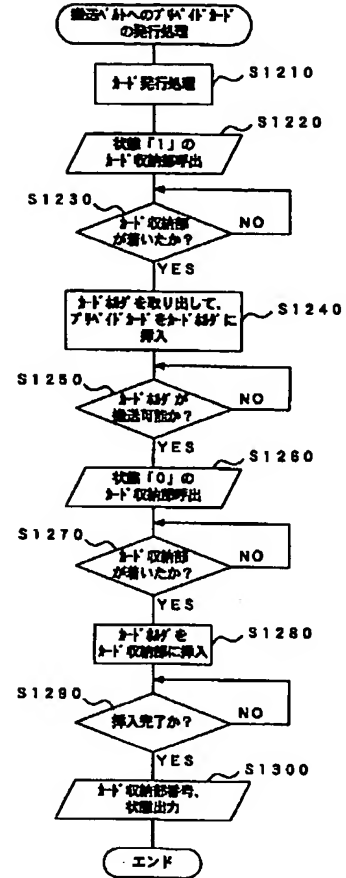 搬送ベルトへのプリペイドカード
の発行処理
カード発行処理
S1210
状態「1」の
カード収納部呼出
S1220
S1230
カード収納部
が着いたか?
NO
YES
カードホルダを取り出して、
プリペイドカードをカードホルダに
挿入
S1240
S1250
カードホルダが
搬送可能か?
NO
YES
状態「0」の
カード収納部呼出
S1260
S1270
カード収納部
が着いたか?
NO
YES
カードホルダを
カード収納部に挿入
S1280
S1290
挿入完了か?
NO
YES
カード収納部番号、
状態出力
S1300
エンド